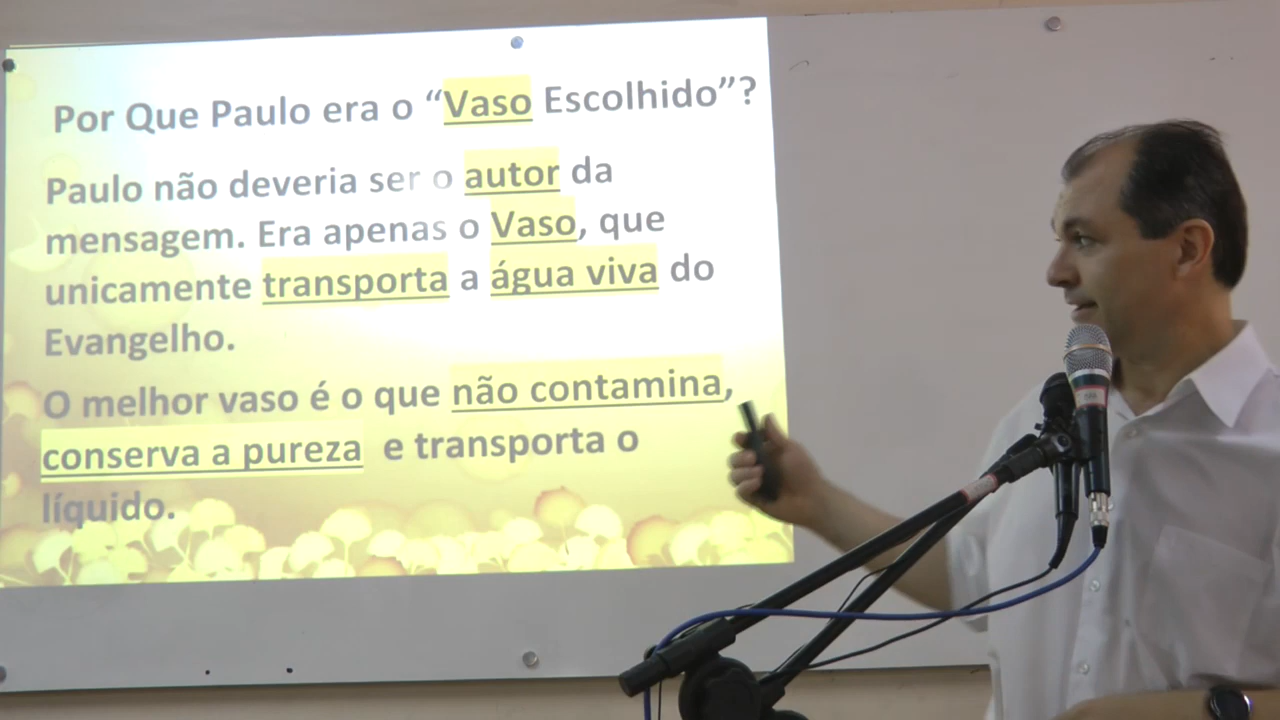 Por Que Paulo era o “Vaso Escolhido”?
Paulo não deveria ser o autor da
mensagem. Era apenas o Vaso, que
unicamente transporta a água viva do
Evangelho.
O melhor vaso é o que não contamina,
conserva a pureza e transporta o
líquido.